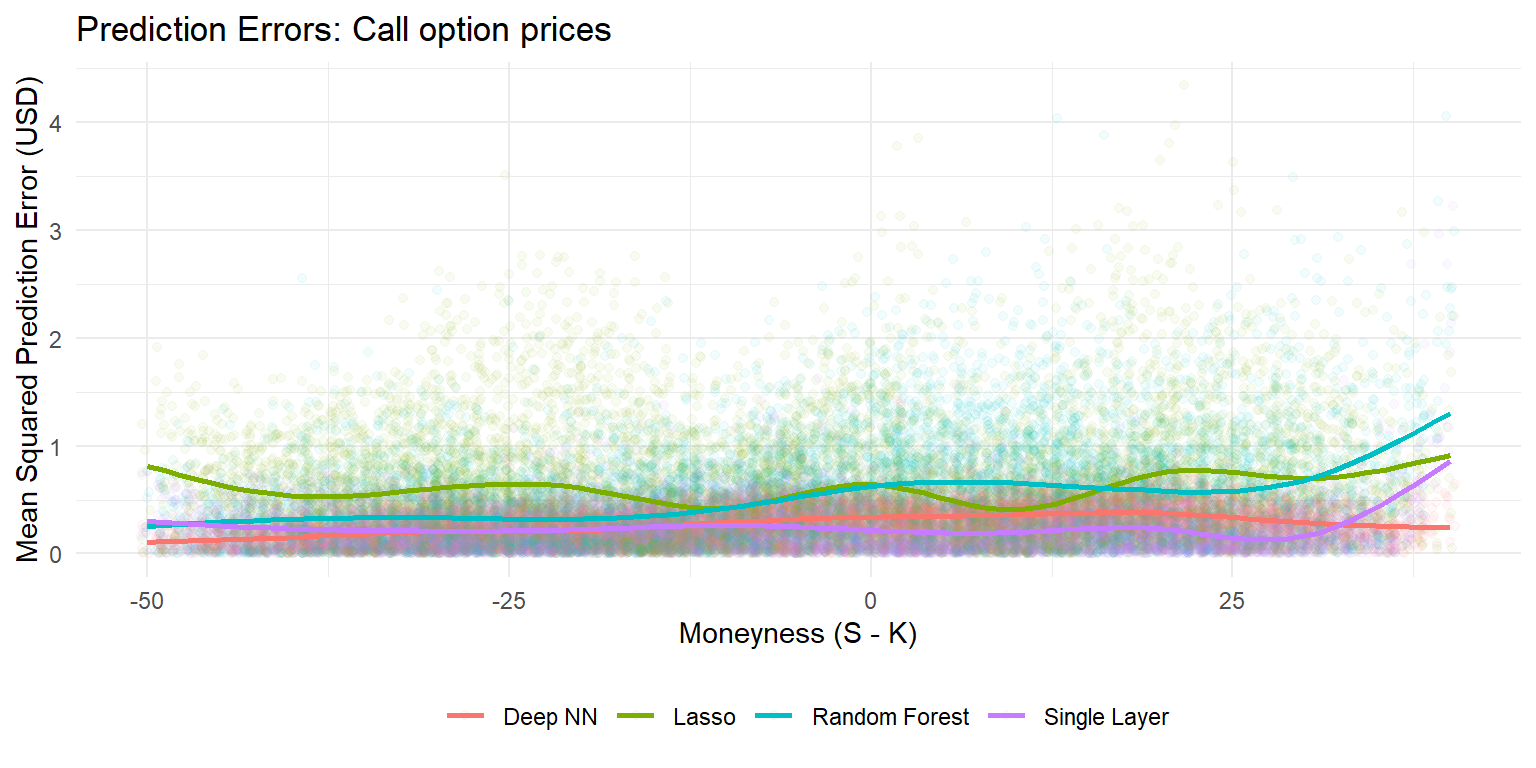 Prediction Errors: Call option prices
Mean Squared Prediction Error (USD)
4
3
2
1
0
-50
-25
0
25
Moneyness (S - K)
Deep NN
Lasso
Random Forest
Single Layer